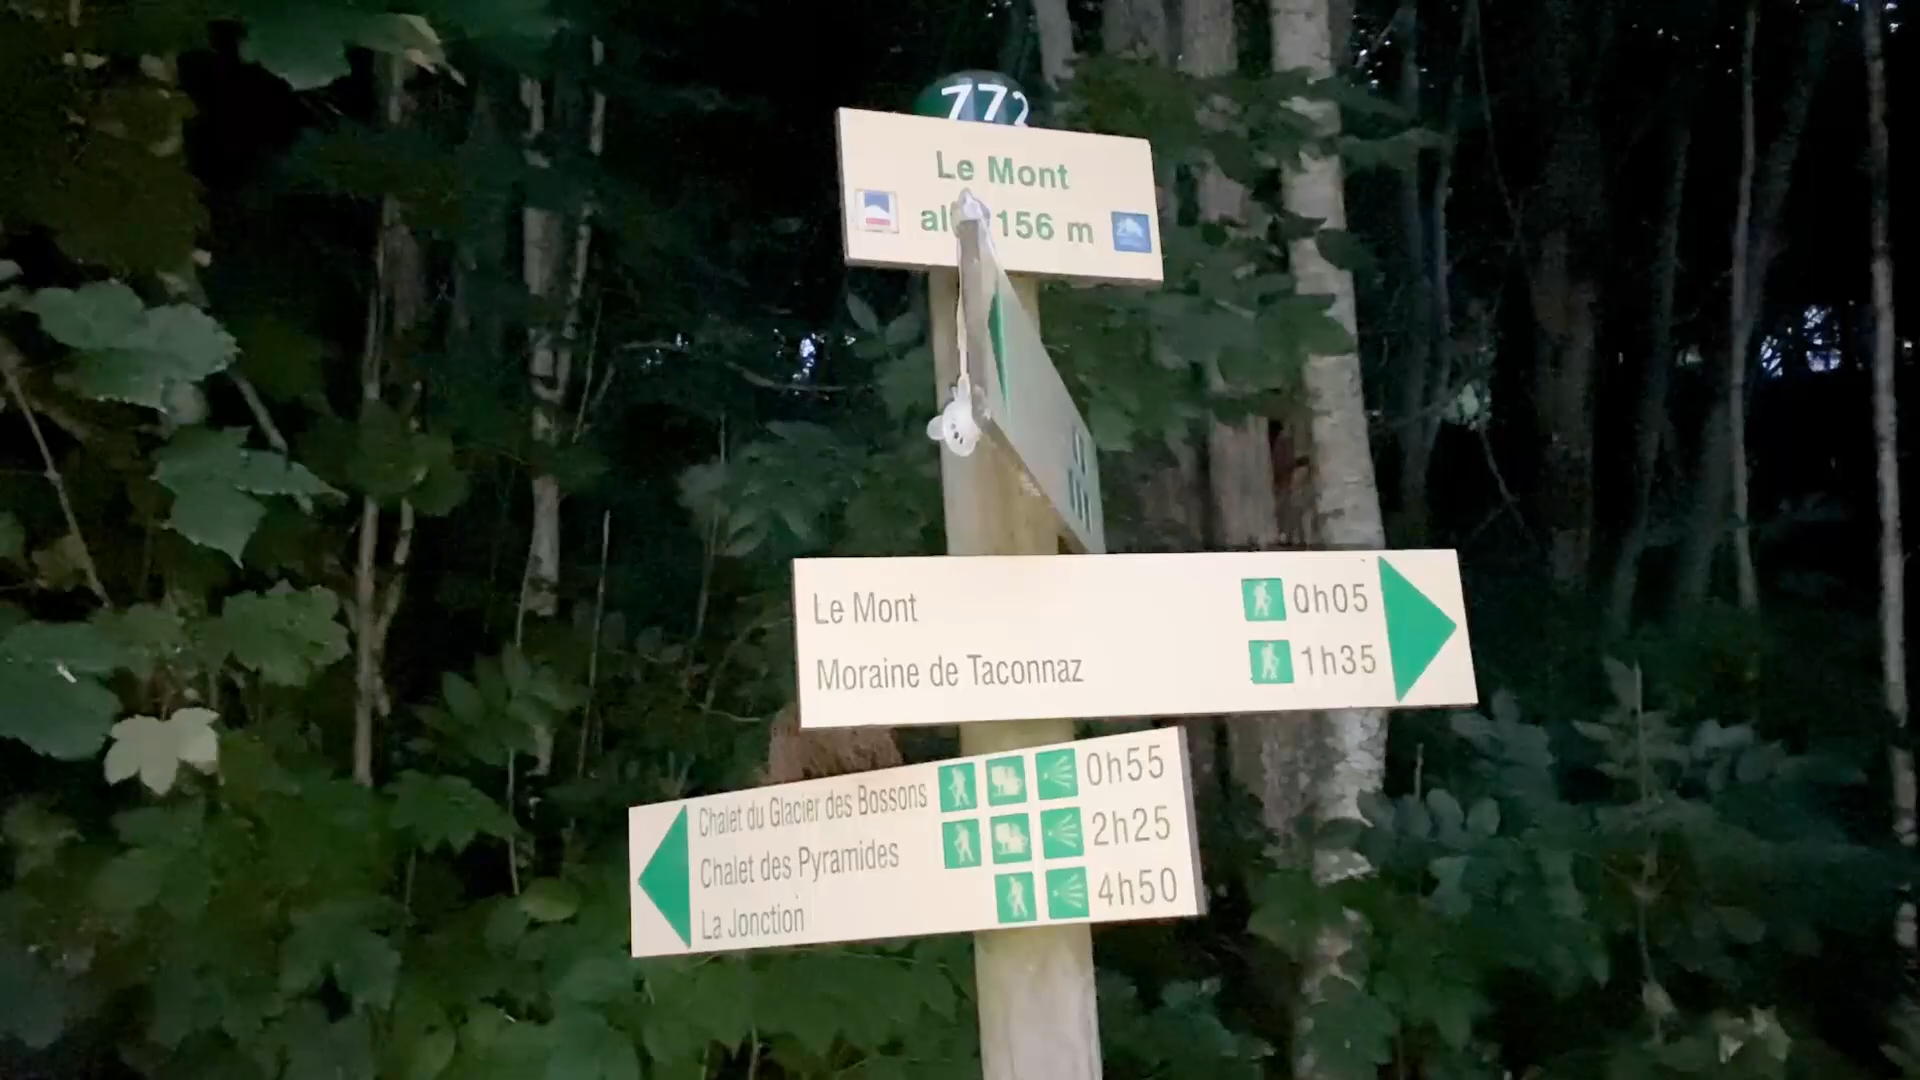 772
Le Mont
156 m
Le Mont 0h05
Moraine de Taconnaz 1h35
Chalet du Glacier des Bossons 0h55
Chalet des Pyramides 2h25
La Jonction 4h50